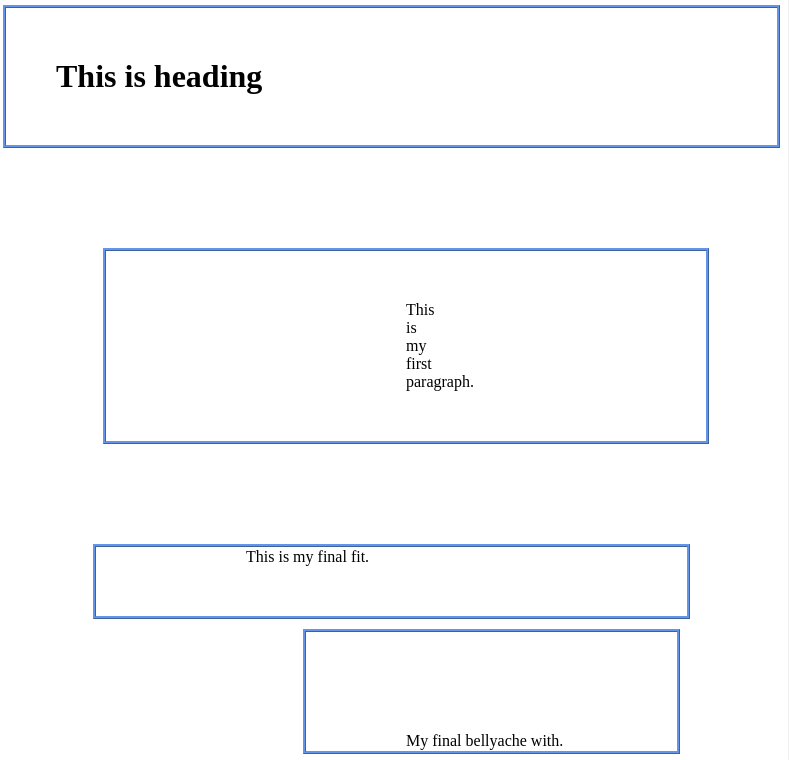 This is heading
This
is
my
first
paragraph.
This is my final fit.
My final bellyache with.